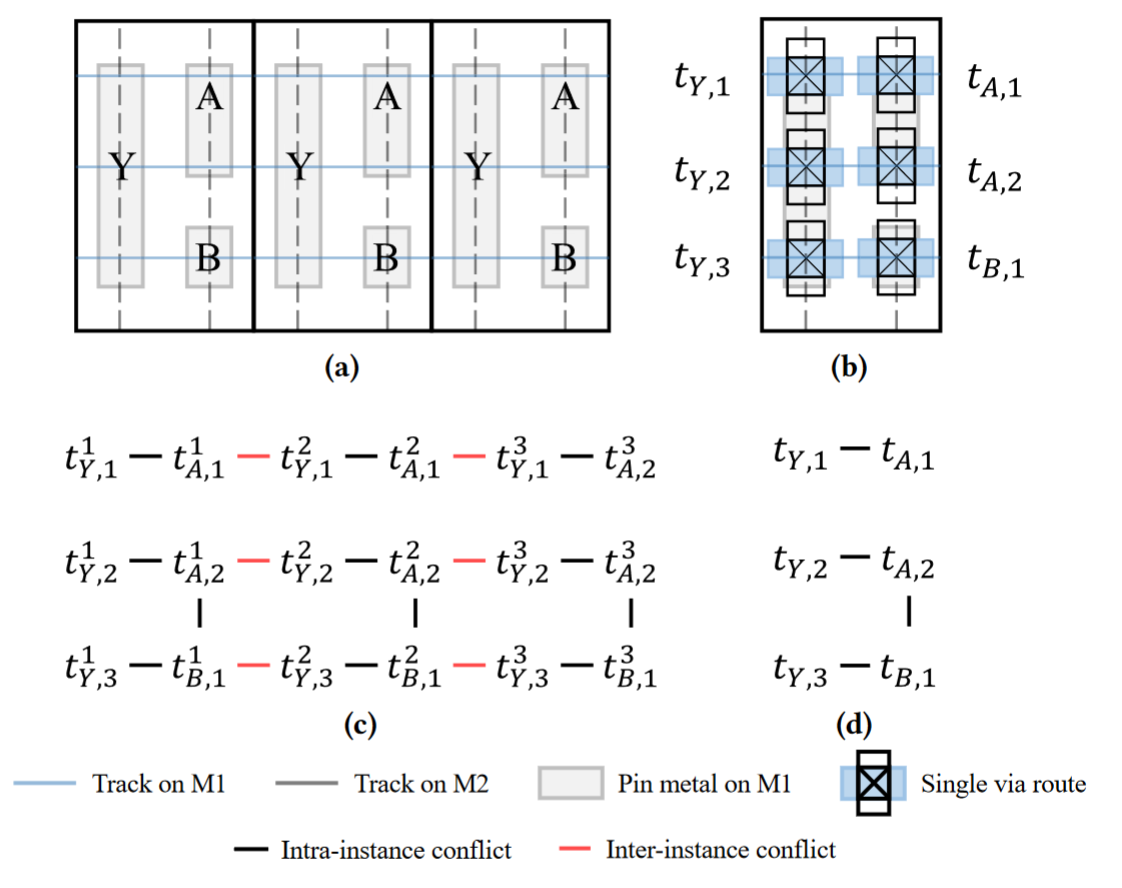 A A A
Y Y Y
B B B
(a)
t_{Y,1} t_{A,1}
t_{Y,2} t_{A,2}
t_{Y,3} t_{B,1}
(b)
t^1_{Y,1} — t^1_{A,1} — t^2_{Y,1} — t^2_{A,1} — t^3_{Y,1} — t^3_{A,2}
t^1_{Y,2} — t^1_{A,2} — t^2_{Y,2} — t^2_{A,2} — t^3_{Y,2} — t^3_{A,2}
t^1_{Y,3} — t^1_{B,1} — t^2_{Y,3} — t^2_{B,1} — t^3_{Y,3} — t^3_{B,1}
(c)
t_{Y,1} — t_{A,1}
t_{Y,2} — t_{A,2}
t_{Y,3} — t_{B,1}
(d)
Track on M1 Track on M2 Pin metal on M1 Single via route
Intra-instance conflict Inter-instance conflict